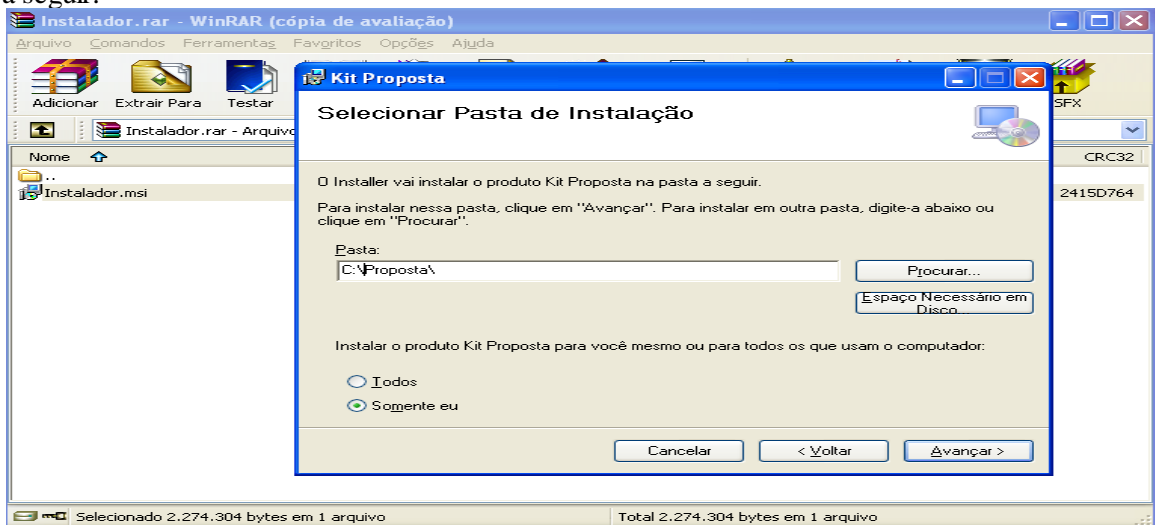 a seguir:
Instalador.rar - WinRAR (cópia de avaliação)
Arquivo Comandos Ferramentas Favoritos Opções Ajuda
Adicionar Extrair Para Testar SFX
Instalador.rar - Arquivo
Nome CRC32
..
Instalador.msi 2415D764
Kit Proposta
Selecionar Pasta de Instalação
O Installer vai instalar o produto Kit Proposta na pasta a seguir.
Para instalar nessa pasta, clique em "Avançar". Para instalar em outra pasta, digite-a abaixo ou
clique em "Procurar".
Pasta:
C:\Proposta\
Procurar...
Espaço Necessário em
Disco...
Instalar o produto Kit Proposta para você mesmo ou para todos os que usam o computador:
Todos
Somente eu
Cancelar < Voltar Avançar >
Selecionado 2.274.304 bytes em 1 arquivo Total 2.274.304 bytes em 1 arquivo